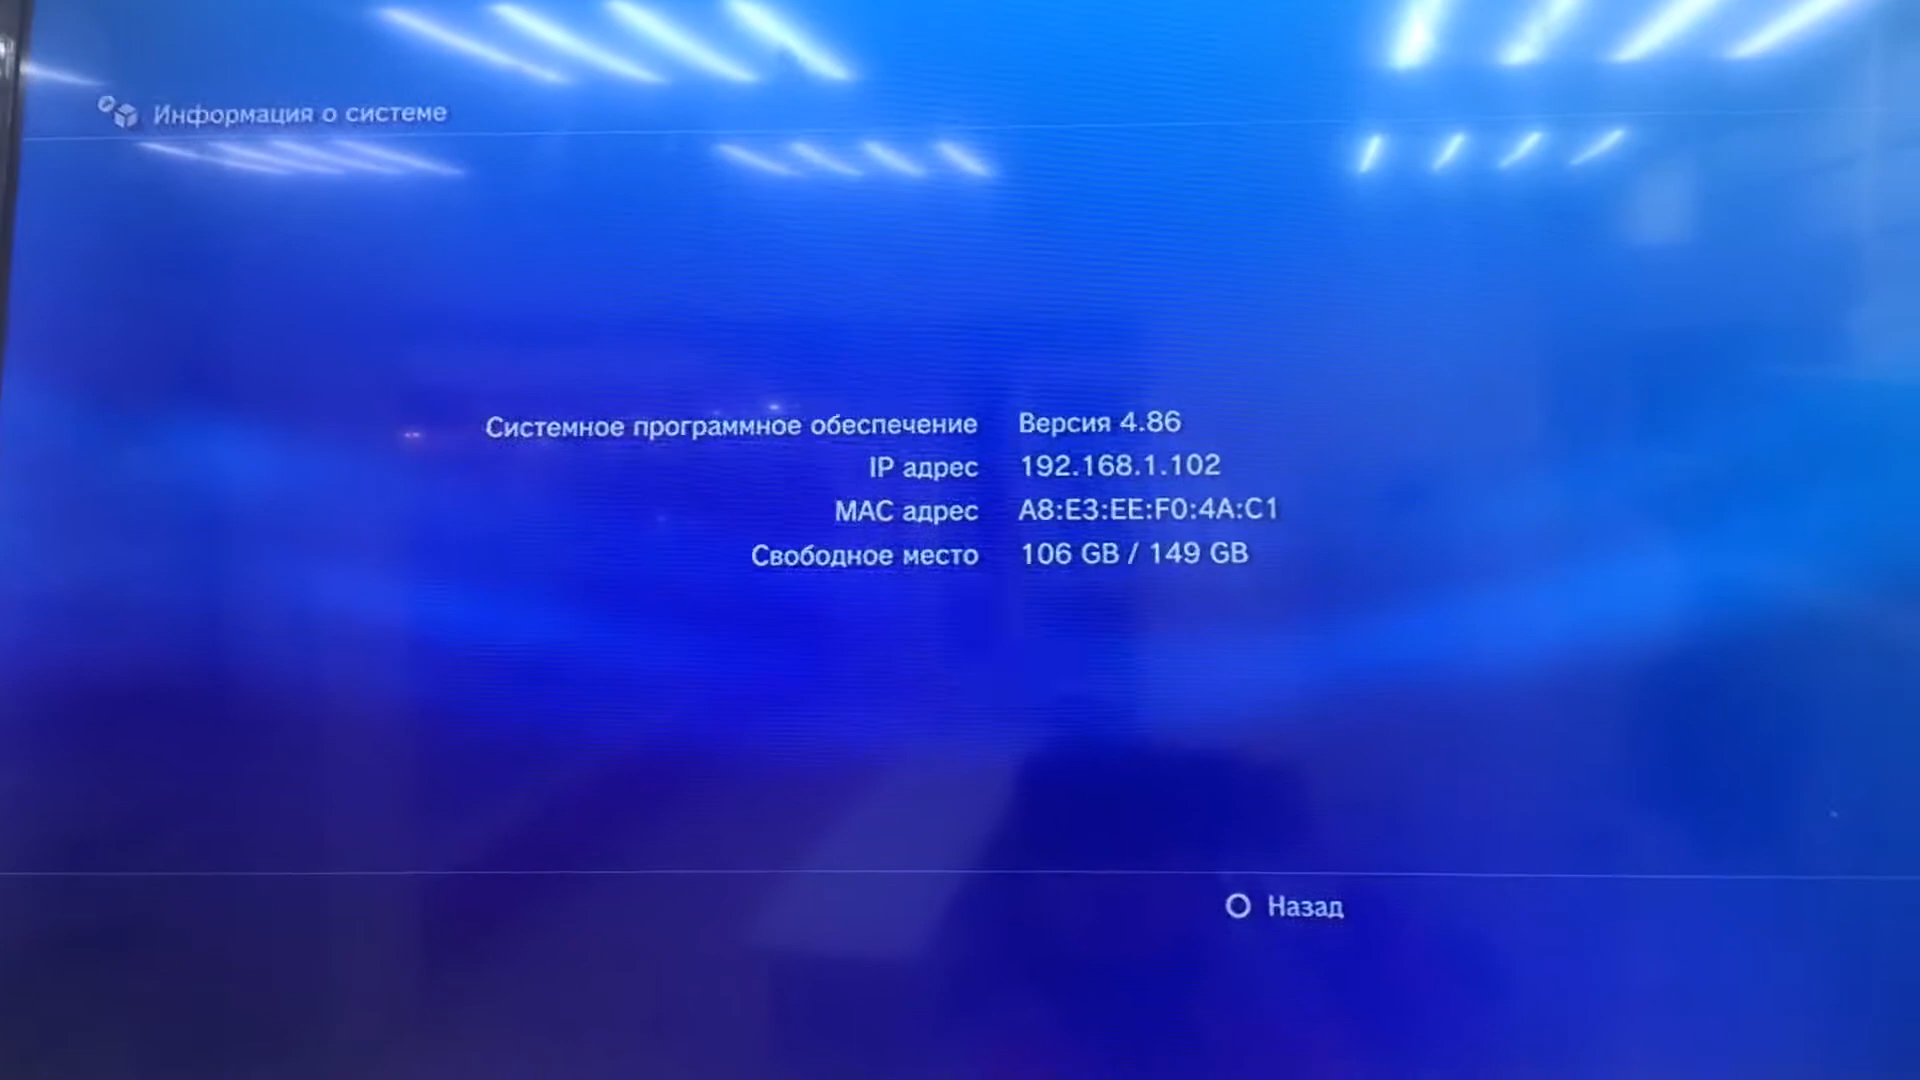 Информация о системе
Системное программное обеспечение Версия 4.86
IP адрес 192.168.1.102
MAC адрес A8:E3:EE:F0:4A:C1
Свободное место 106 GB / 149 GB
Назад